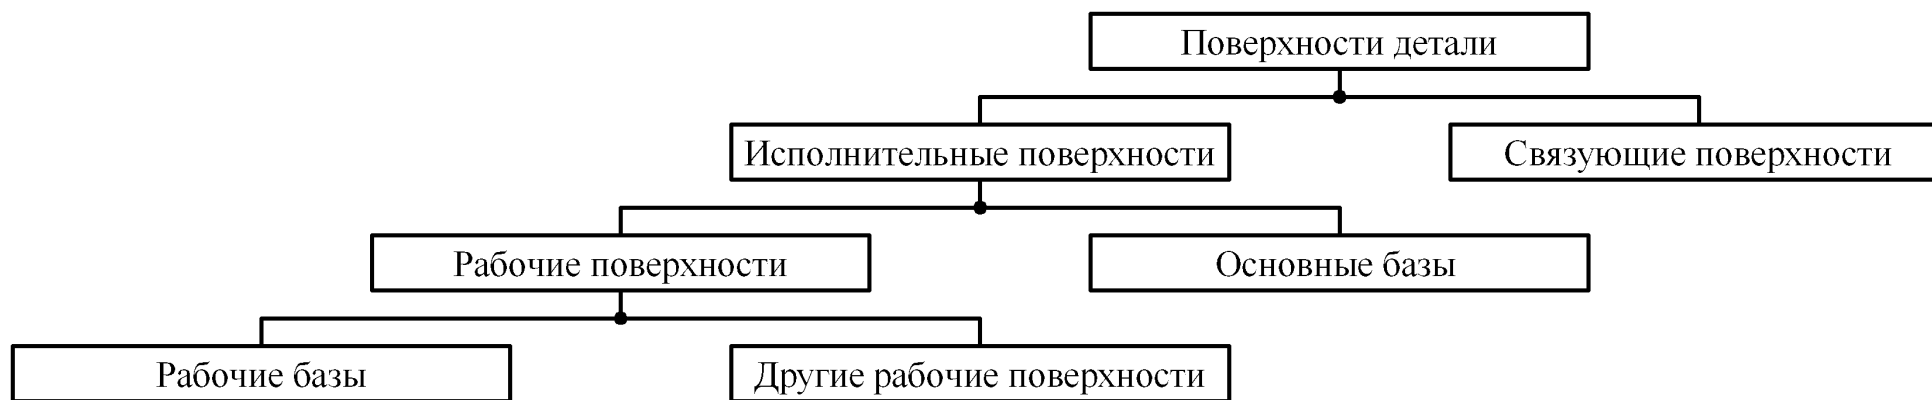 Поверхности детали
Исполнительные поверхности
Связующие поверхности
Рабочие поверхности
Основные базы
Рабочие базы
Другие рабочие поверхности